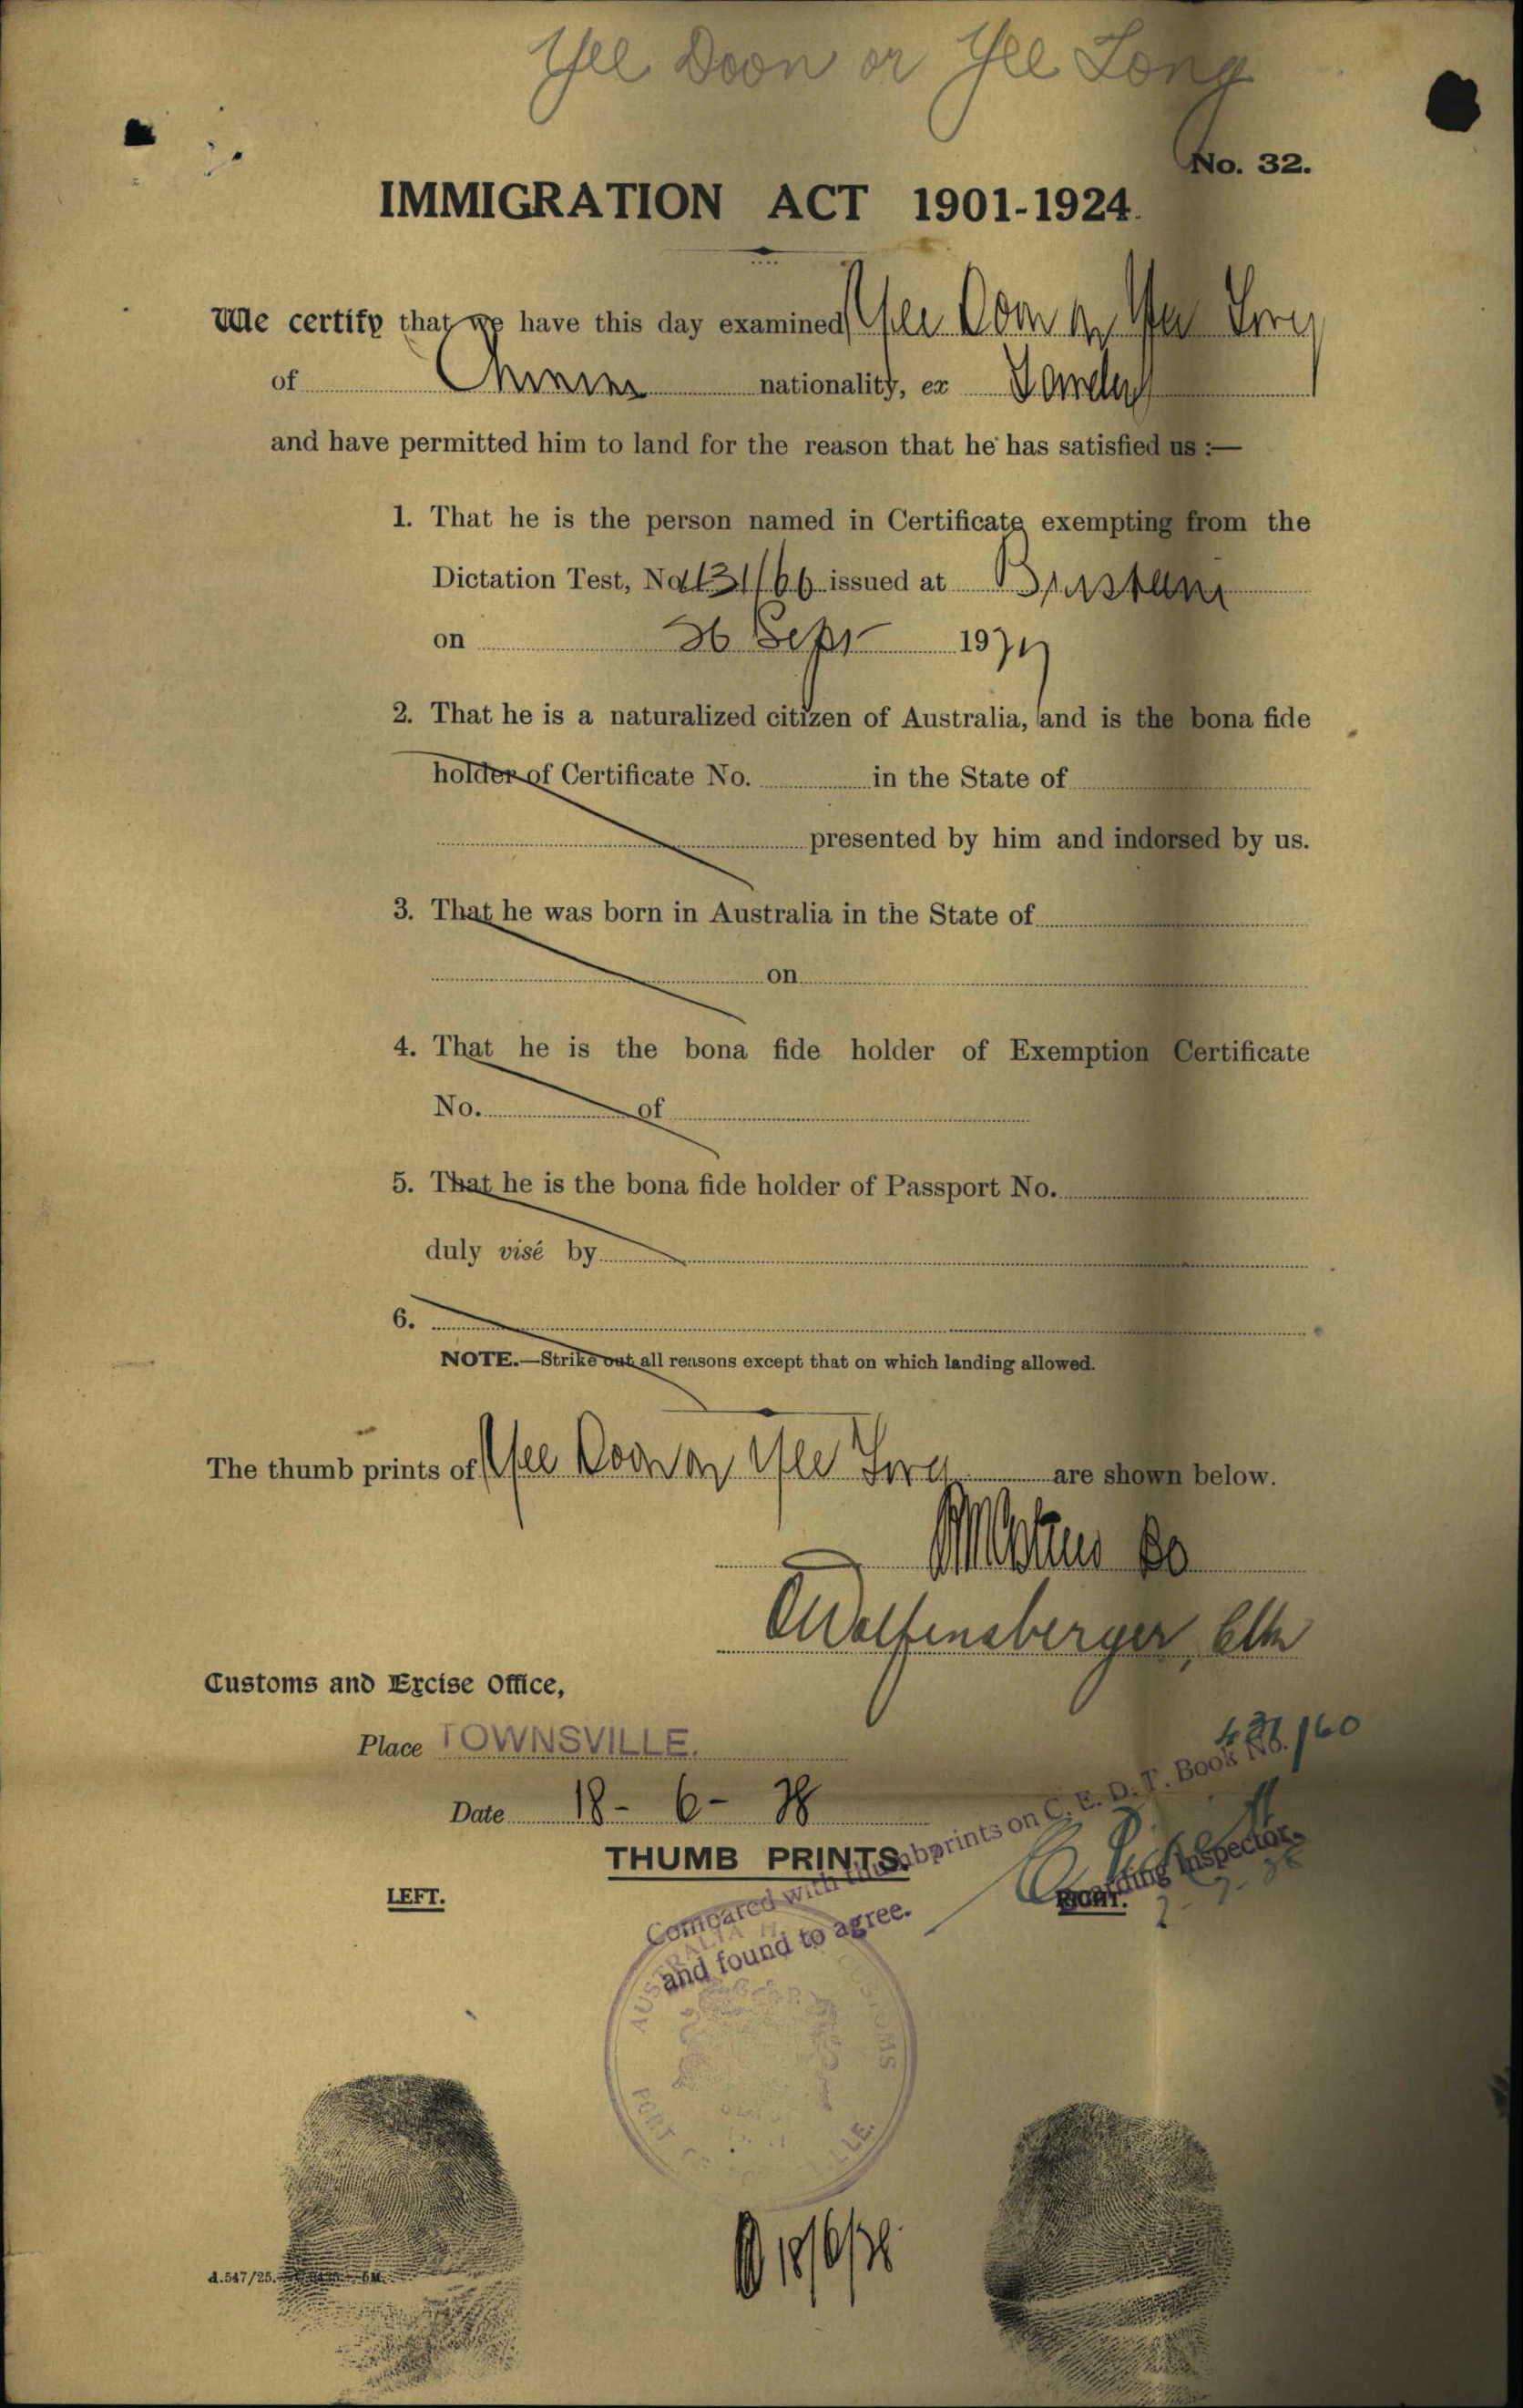 Yee Doon or Yee Long
No. 32.
IMMIGRATION ACT 1901-1924.
We certify that we have this day examined Yee Doon or Yee Long
of Chinese nationality, ex
and have permitted him to land for the reason that he has satisfied us :—
1. That he is the person named in Certificate exempting from the
Dictation Test, No. issued at Brisbane
on 26 Sept 19
2. That he is a naturalized citizen of Australia, and is the bona fide
holder of Certificate No. in the State of
presented by him and indorsed by us.
3. That he was born in Australia in the State of
on
4. That he is the bona fide holder of Exemption Certificate
No. of
5. That he is the bona fide holder of Passport No.
duly visé by
6.
NOTE.—Strike out all reasons except that on which landing allowed.
The thumb prints of Yee Doon or Yee Long are shown below.
Wolfensberger, Clk
Customs and Excise Office,
Place TOWNSVILLE.
Date 18-6-38
THUMB PRINTS.
LEFT. RIGHT.
Compared with thumbprints on C. E. D. T. Book No. /60
and found to agree.
Boarding Inspector.
AUSTRALIA H.M. CUSTOMS
PORT OF TOWNSVILLE.
18/6/38